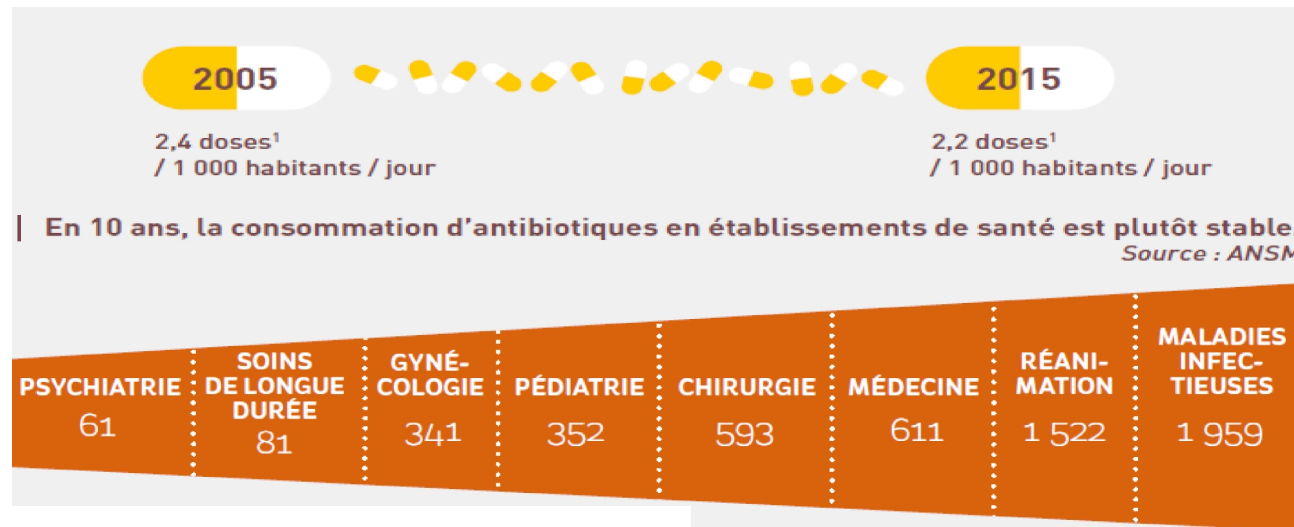 2005
2015
2,4 doses¹
/ 1 000 habitants / jour
2,2 doses¹
/ 1 000 habitants / jour
| En 10 ans, la consommation d’antibiotiques en établissements de santé est plutôt stable.
Source : ANSM
PSYCHIATRIE
61
SOINS
DE LONGUE
DURÉE
81
GYNÉ-
COLOGIE
341
PÉDIATRIE
352
CHIRURGIE
593
MÉDECINE
611
RÉANI-
MATION
1 522
MALADIES
INFEC-
TIEUSES
1 959